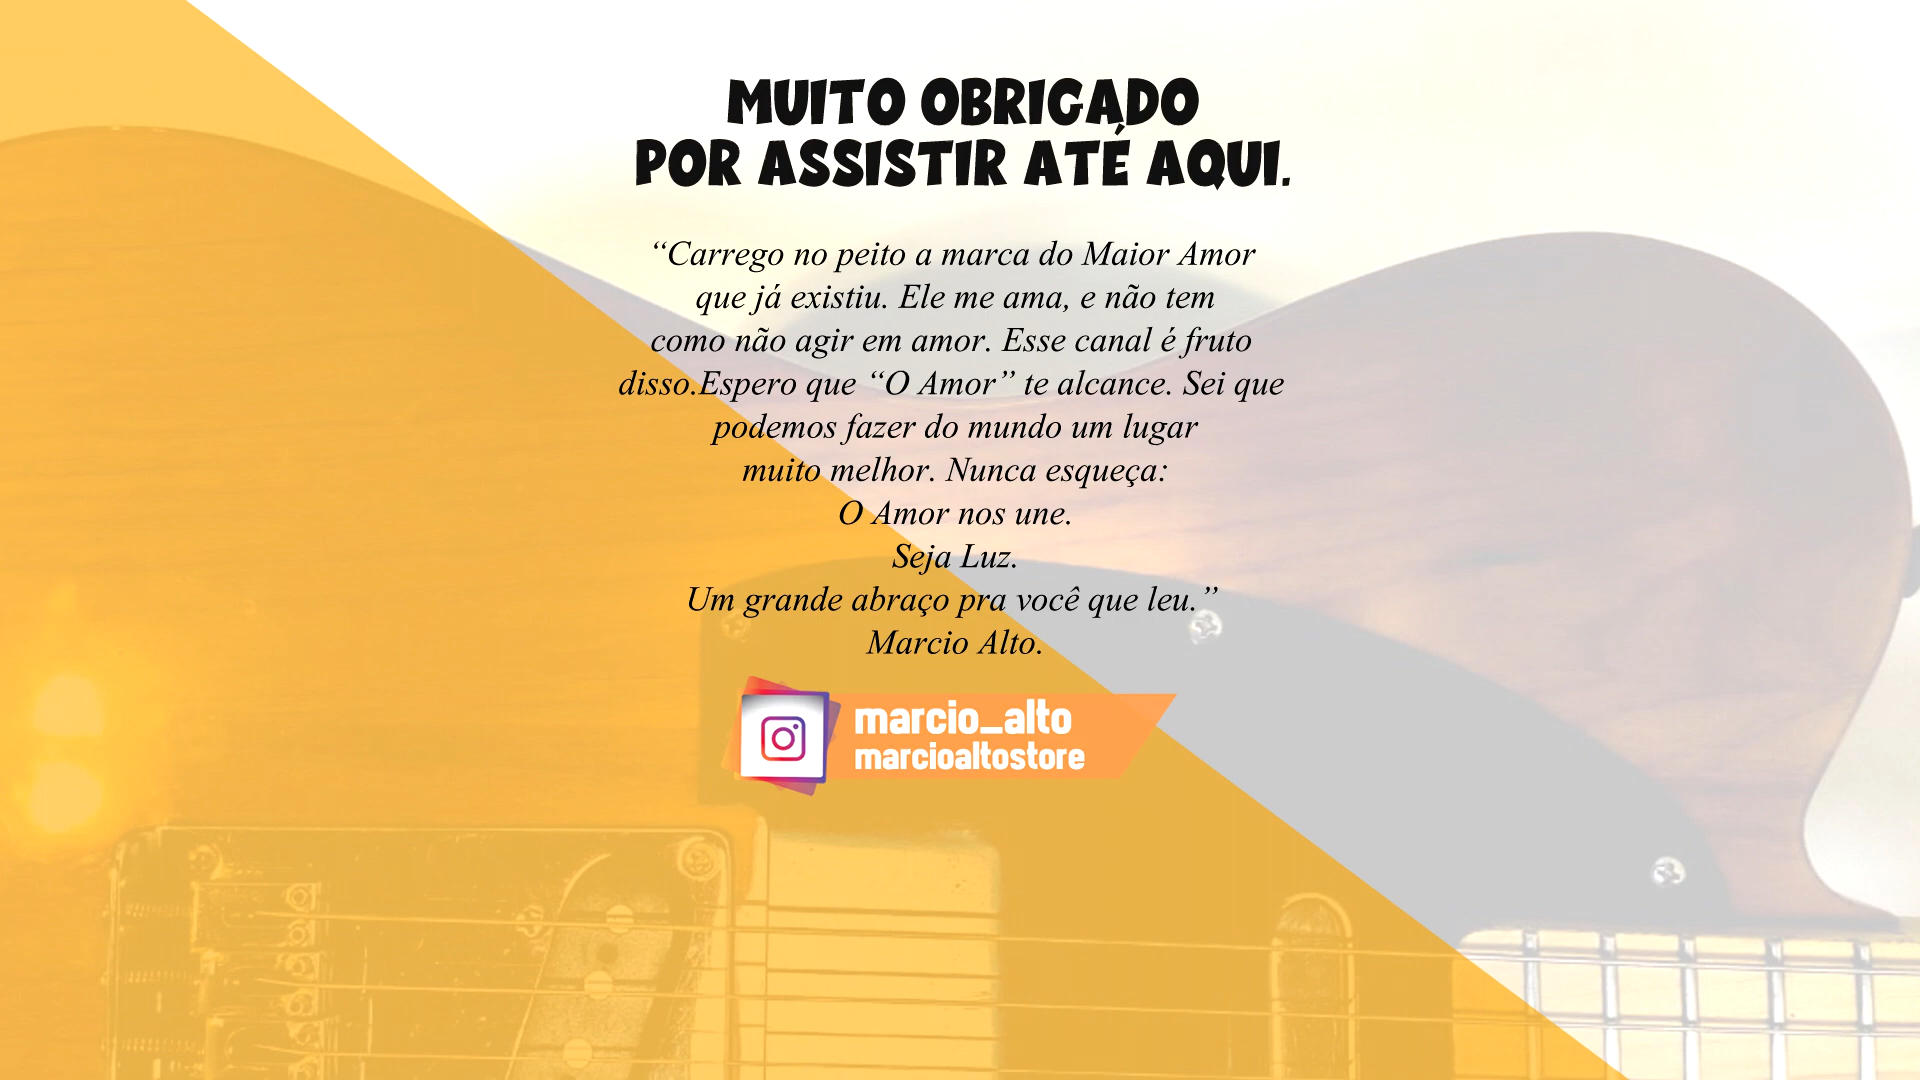 MUITO OBRIGADO
POR ASSISTIR ATÉ AQUI.
“Carrego no peito a marca do Maior Amor
que já existiu. Ele me ama, e não tem
como não agir em amor. Esse canal é fruto
disso.Espero que “O Amor” te alcance. Sei que
podemos fazer do mundo um lugar
muito melhor. Nunca esqueça:
O Amor nos une.
Seja Luz.
Um grande abraço pra você que leu.”
Marcio Alto.
marcio_alto
marcioaltostore